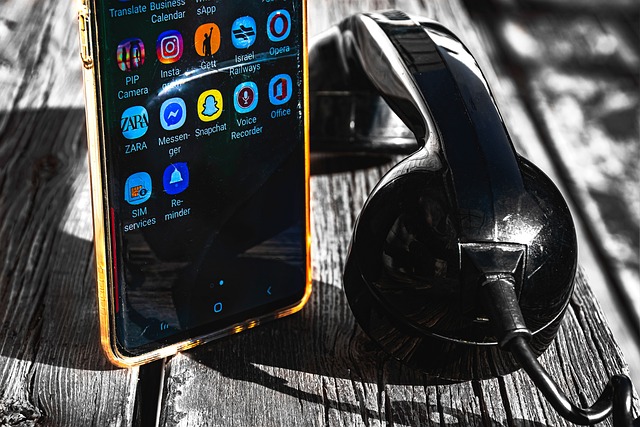 Translate Business
Calendar
sApp
PIP
Camera
Insta
Gett
Israel
Railways
Opera
ZARA
ZARA
Messen-
ger
Snapchat
Voice
Recorder
Office
SIM
services
Re-
minder